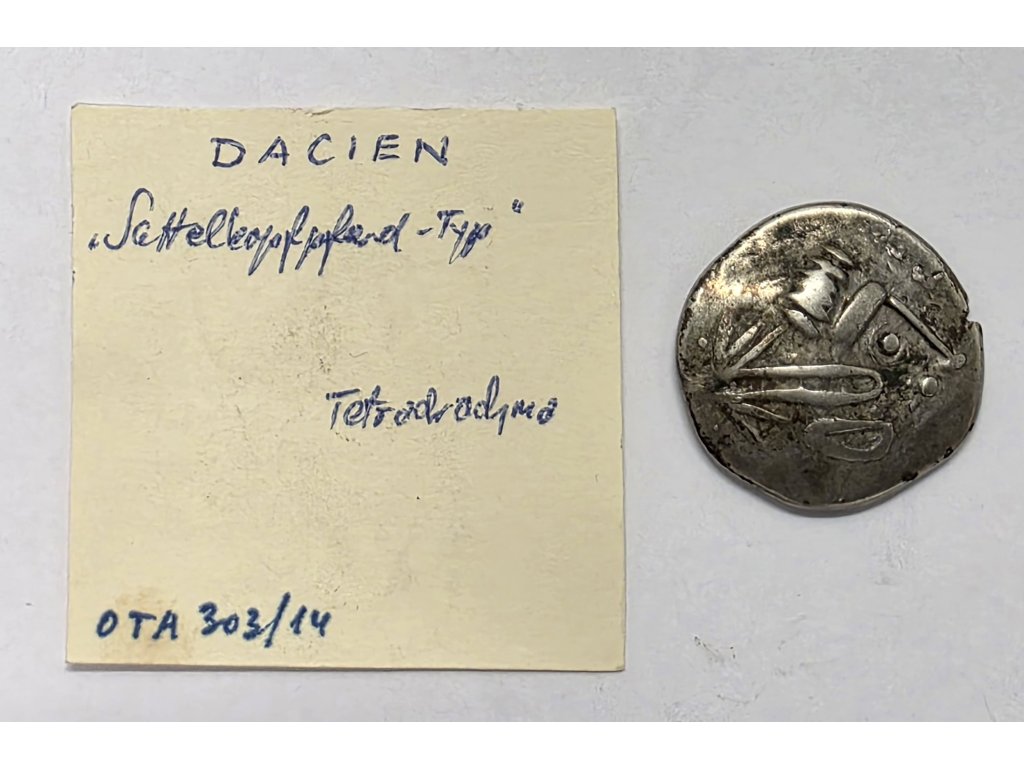 DACIEN
„Sattelkopfpferd-Typ"
Tetradrachme
OTA 303/14